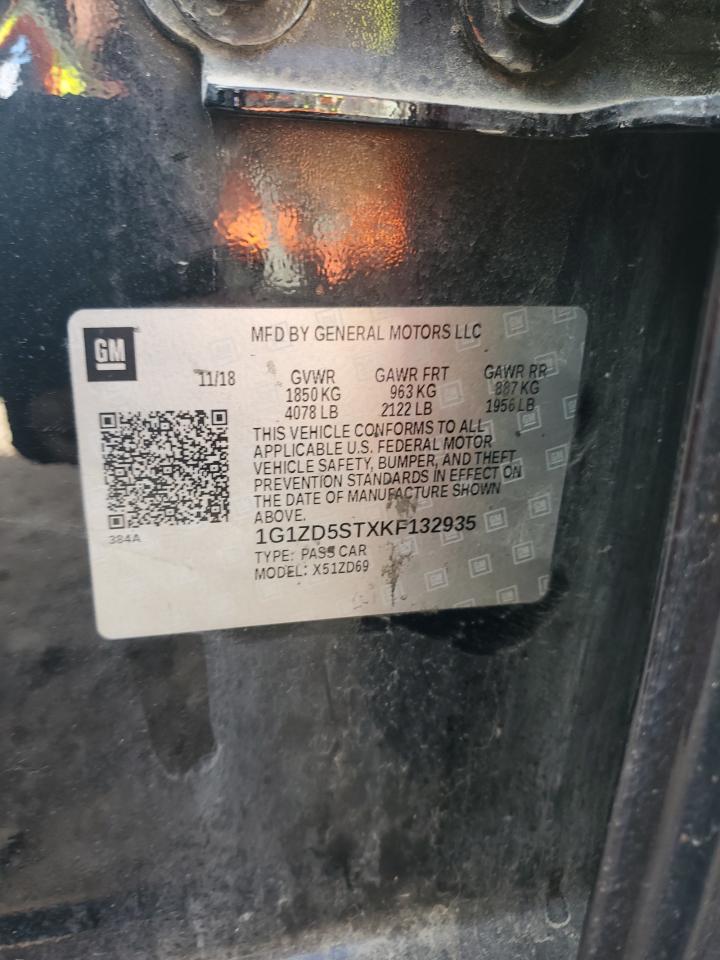 GM
MFD BY GENERAL MOTORS LLC
11/18 GVWR GAWR FRT GAWR RR
1850 KG 963 KG 887 KG
4078 LB 2122 LB 1956 LB
THIS VEHICLE CONFORMS TO ALL
APPLICABLE U.S. FEDERAL MOTOR
VEHICLE SAFETY, BUMPER, AND THEFT
PREVENTION STANDARDS IN EFFECT ON
THE DATE OF MANUFACTURE SHOWN
ABOVE.
384A
1G1ZD5STXKF132935
TYPE: PASS CAR
MODEL: X51ZD69